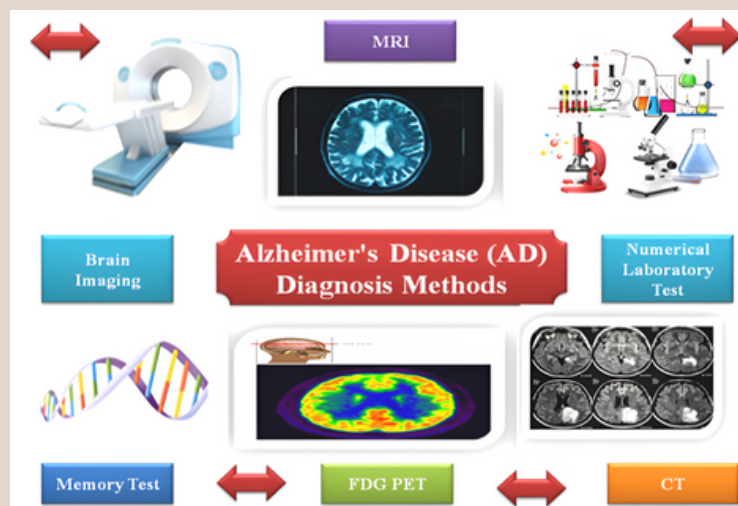 MRI
Brain
Imaging
Alzheimer's Disease (AD)
Diagnosis Methods
Numerical
Laboratory
Test
Memory Test
FDG PET
CT